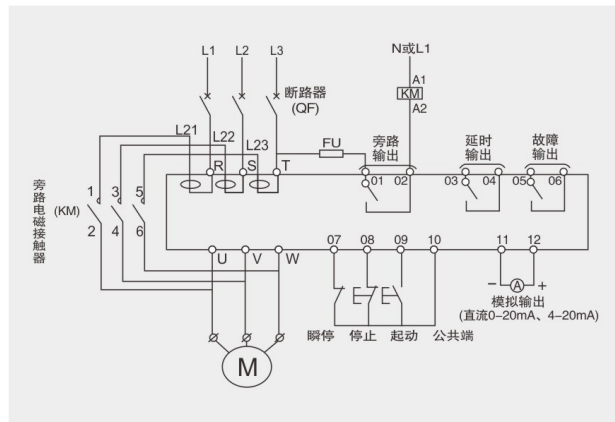 L1 L2 L3 N或L1
A1
KM
A2
断路器
(QF)
L21 L22 L23 FU
旁路输出 延时输出 故障输出
R S T 01 02 03 04 05 06
旁路电磁接触器
(KM)
1 3 5
2 4 6
U V W 07 08 09 10 11 12
− A +
模拟输出
(直流0-20mA、4-20mA)
瞬停 停止 起动 公共端
M